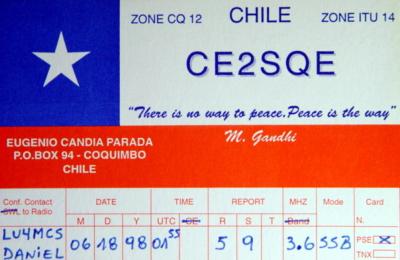 ZONE CQ 12 CHILE ZONE ITU 14
CE2SQE
"There is no way to peace. Peace is the way"
M. Gandhi
EUGENIO CANDIA PARADA
P.O.BOX 94 - COQUIMBO
CHILE
Conf. Contact DATE TIME REPORT MHZ Mode Card
SWL to Radio M D Y UTC CE R S T Band N.
LU4MCS 06 18 98 01 55 5 9 3.6 SSB PSE X
DANIEL TNX